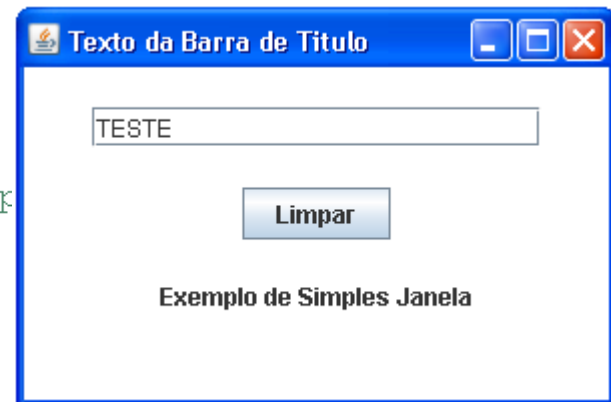 Texto da Barra de Titulo
TESTE
p
Limpar
Exemplo de Simples Janela